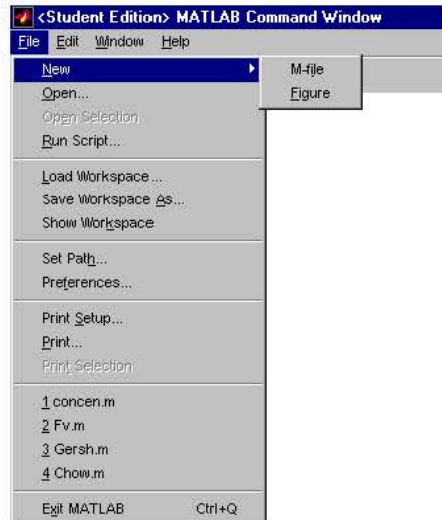 <Student Edition> MATLAB Command Window
File Edit Window Help
New
M-file
Figure
Open...
Open Selection
Run Script...
Load Workspace...
Save Workspace As...
Show Workspace
Set Path...
Preferences...
Print Setup...
Print...
Print Selection
1 concen.m
2 Fv.m
3 Gersh.m
4 Chow.m
Exit MATLAB Ctrl+Q